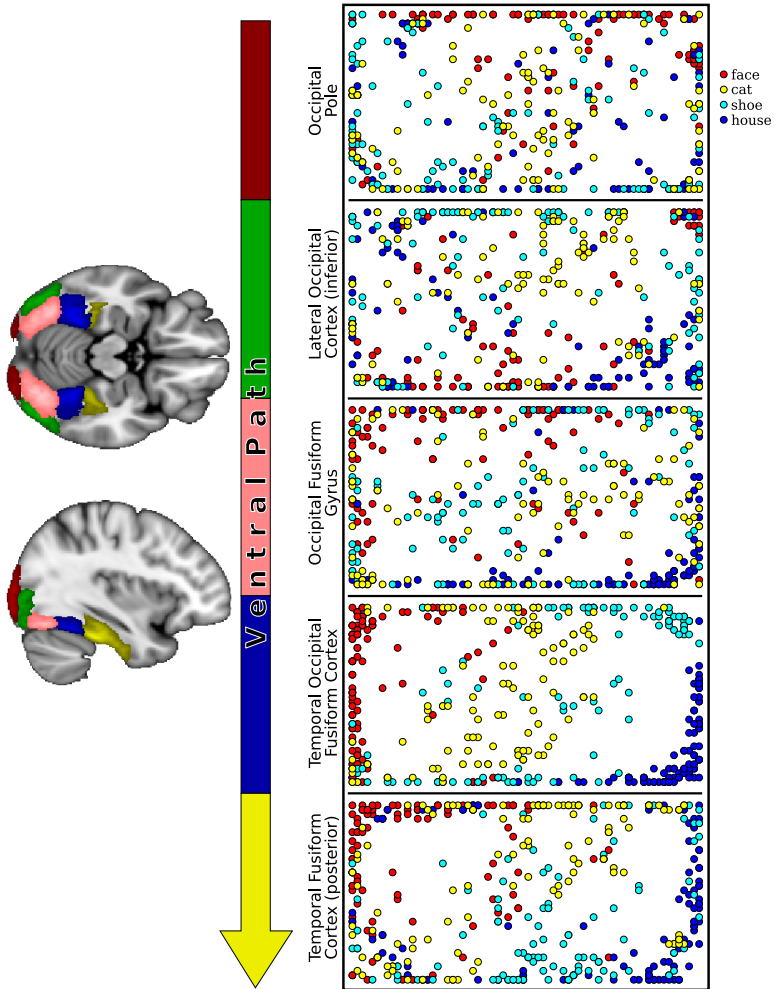 Occipital
Pole
face
cat
shoe
house
Lateral Occipital
Cortex (inferior)
Ventral Path
Occipital Fusiform
Gyrus
Temporal Occipital
Fusiform Cortex
Temporal Fusiform
Cortex (posterior)